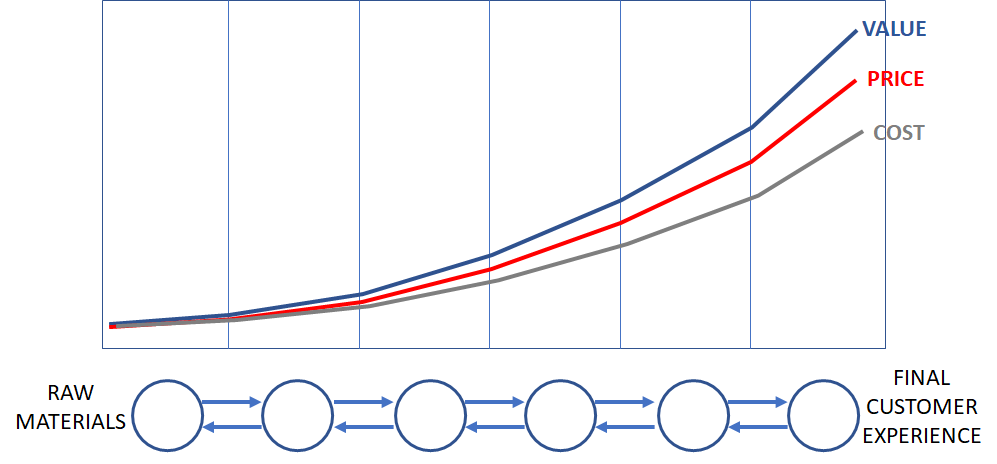 VALUE
PRICE
COST
RAW
MATERIALS
FINAL
CUSTOMER
EXPERIENCE